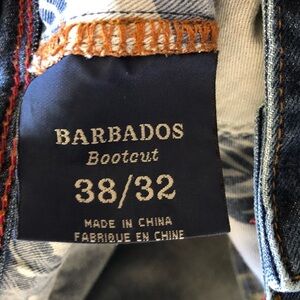 BARBADOS
Bootcut
38/32
MADE IN CHINA
FABRIQUE EN CHINE